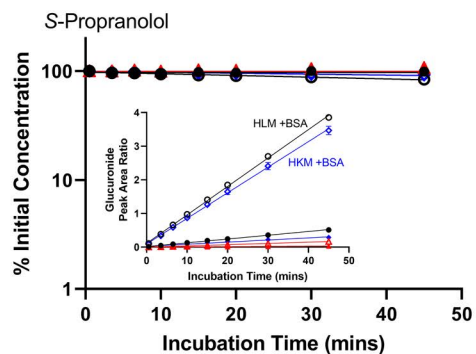 S-Propranolol
% Initial Concentration
100
10
1
0 10 20 30 40 50
Incubation Time (mins)
Glucuronide
Peak Area Ratio
4
3
2
1
0
0 10 20 30 40 50
Incubation Time (mins)
HLM +BSA
HKM +BSA